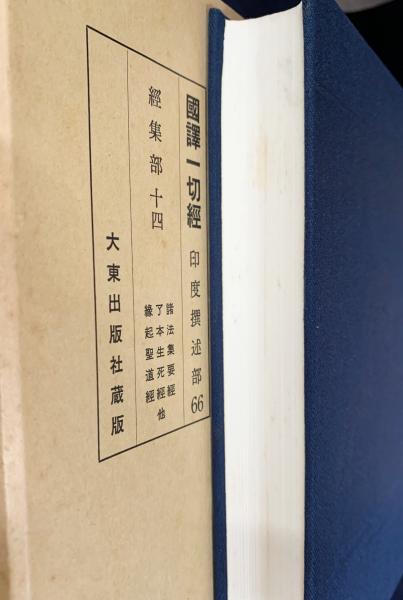 國譯一切經 印度撰述部 66
經集部十四
諸法集要經
了本生死經 他
緣起聖道經
大東出版社蔵版